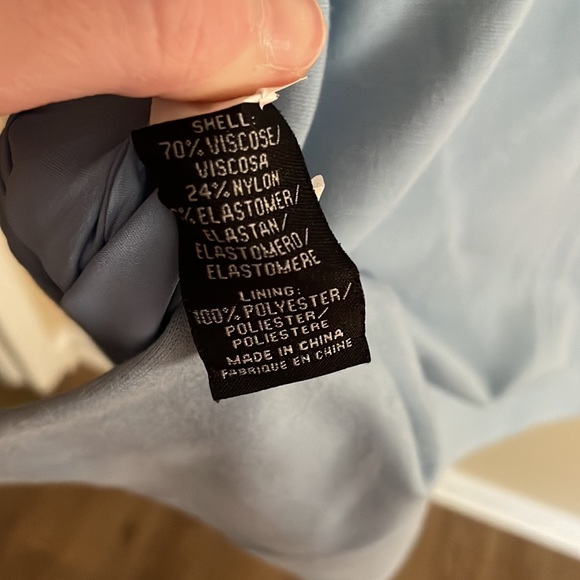 SHELL:
70% VISCOSE/
VISCOSA
24% NYLON
% ELASTOMER/
ELASTAN/
ELASTOMERO/
ELASTOMERE
LINING:
100% POLYESTER/
POLIESTER/
POLIESTERE
MADE IN CHINA
FABRIQUE EN CHINE